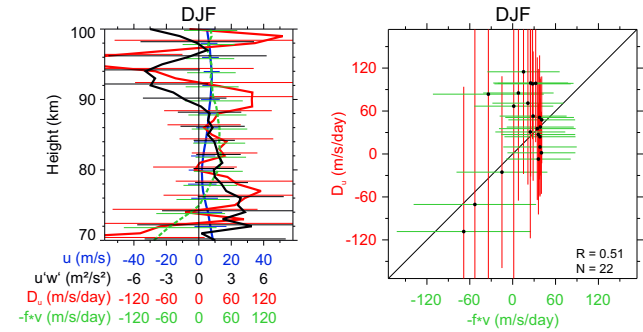 DJF
100
90
80
70
Height (km)
u (m/s) -40 -20 0 20 40
u'w' (m²/s²) -6 -3 0 3 6
Du (m/s/day) -120 -60 0 60 120
-f*v (m/s/day) -120 -60 0 60 120
DJF
120
60
0
-60
-120
Du (m/s/day)
R = 0.51
N = 22
-120 -60 0 60 120
-f*v (m/s/day)